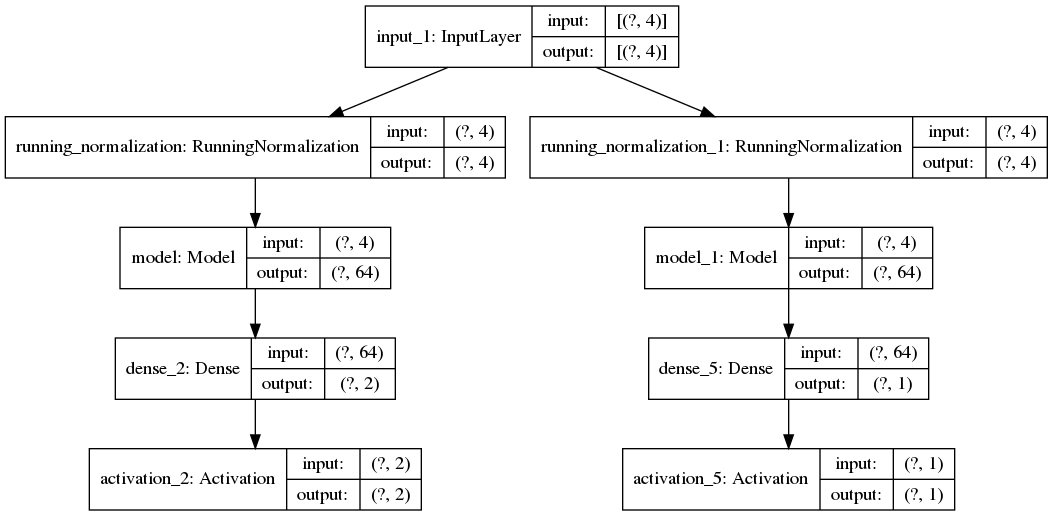 input_1: InputLayer
input: [(?, 4)]
output: [(?, 4)]
running_normalization: RunningNormalization
input: (?, 4)
output: (?, 4)
running_normalization_1: RunningNormalization
input: (?, 4)
output: (?, 4)
model: Model
input: (?, 4)
output: (?, 64)
model_1: Model
input: (?, 4)
output: (?, 64)
dense_2: Dense
input: (?, 64)
output: (?, 2)
dense_5: Dense
input: (?, 64)
output: (?, 1)
activation_2: Activation
input: (?, 2)
output: (?, 2)
activation_5: Activation
input: (?, 1)
output: (?, 1)